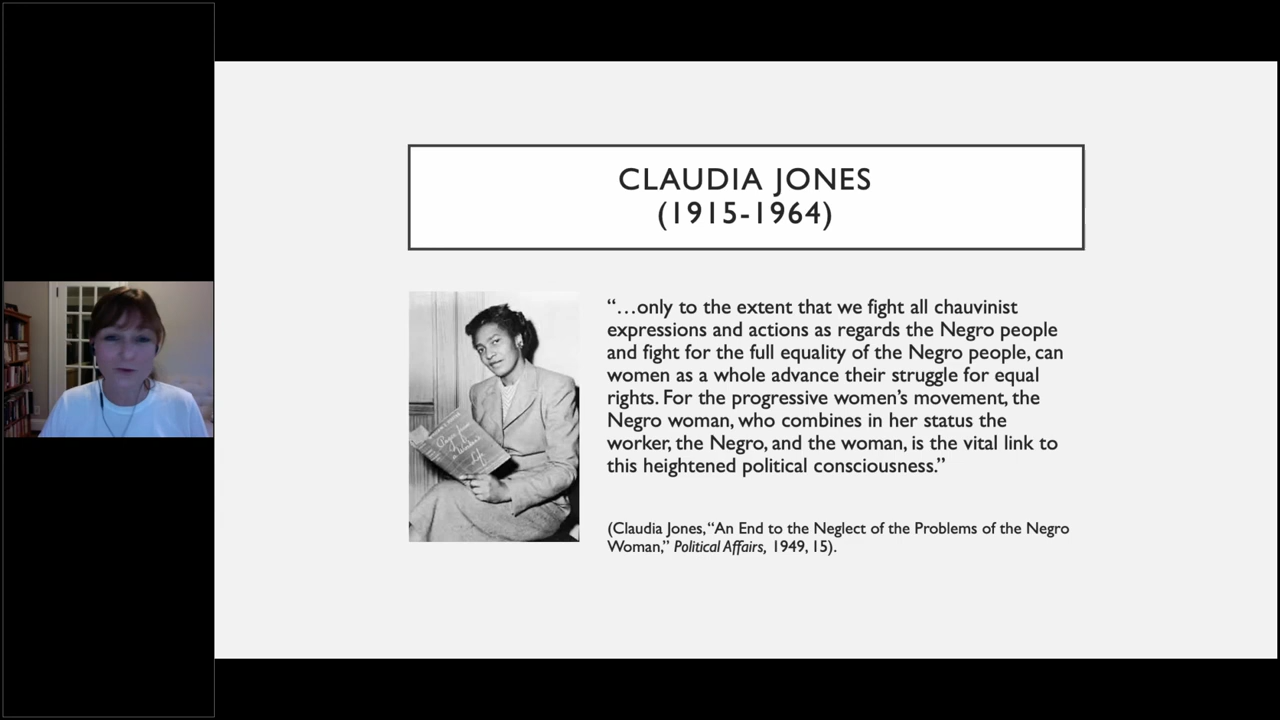 CLAUDIA JONES
(1915-1964)
“…only to the extent that we fight all chauvinist
expressions and actions as regards the Negro people
and fight for the full equality of the Negro people, can
women as a whole advance their struggle for equal
rights. For the progressive women’s movement, the
Negro woman, who combines in her status the
worker, the Negro, and the woman, is the vital link to
this heightened political consciousness.”
(Claudia Jones, “An End to the Neglect of the Problems of the Negro
Woman,” Political Affairs, 1949, 15).